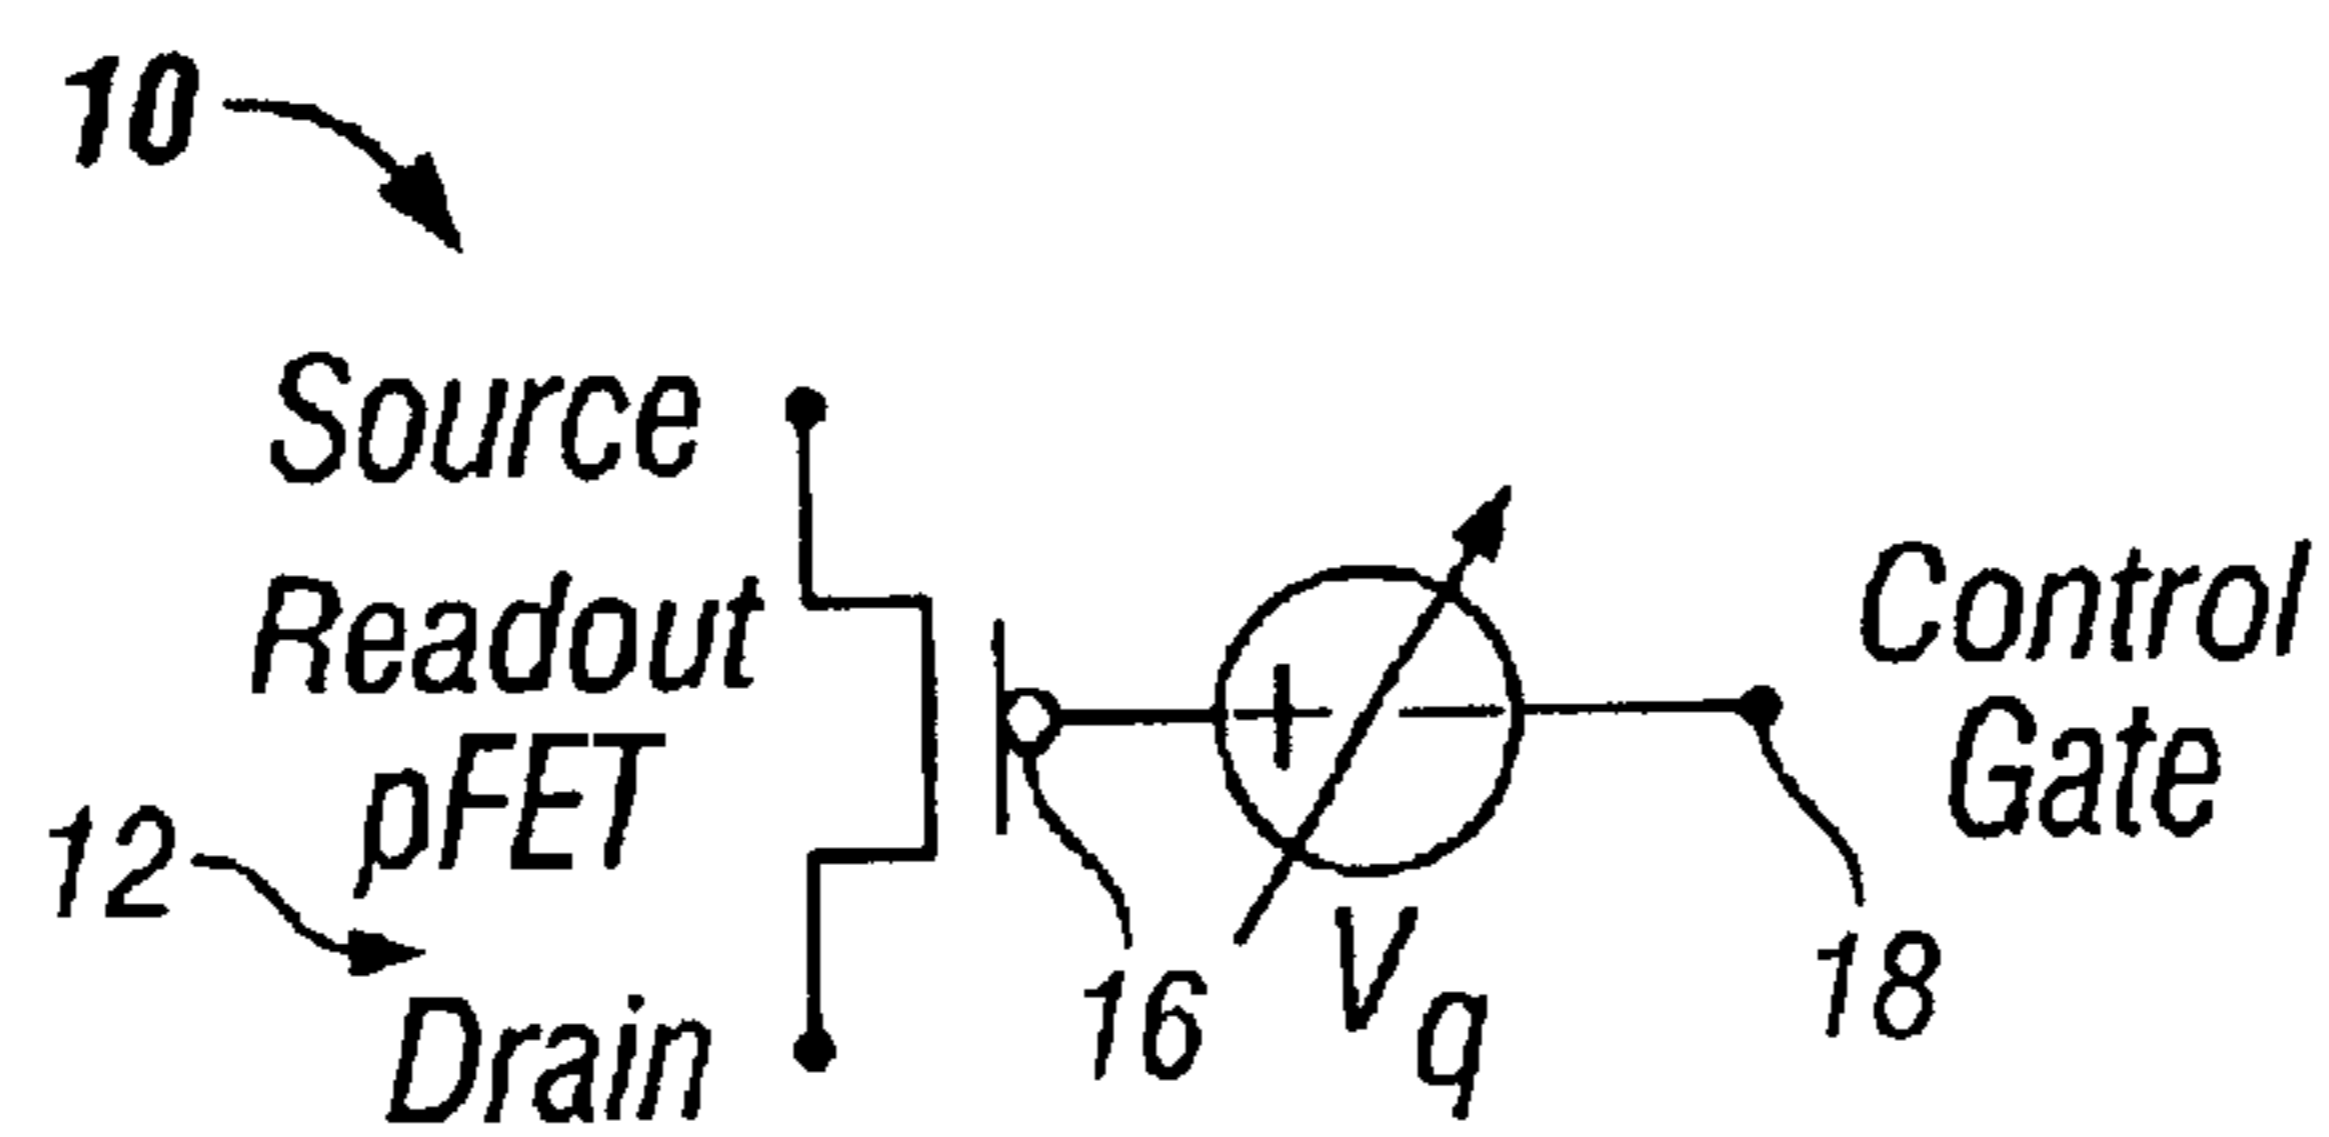 10
Source
Readout
pFET
12
Drain
+ −
Vq
16
Control
Gate
18